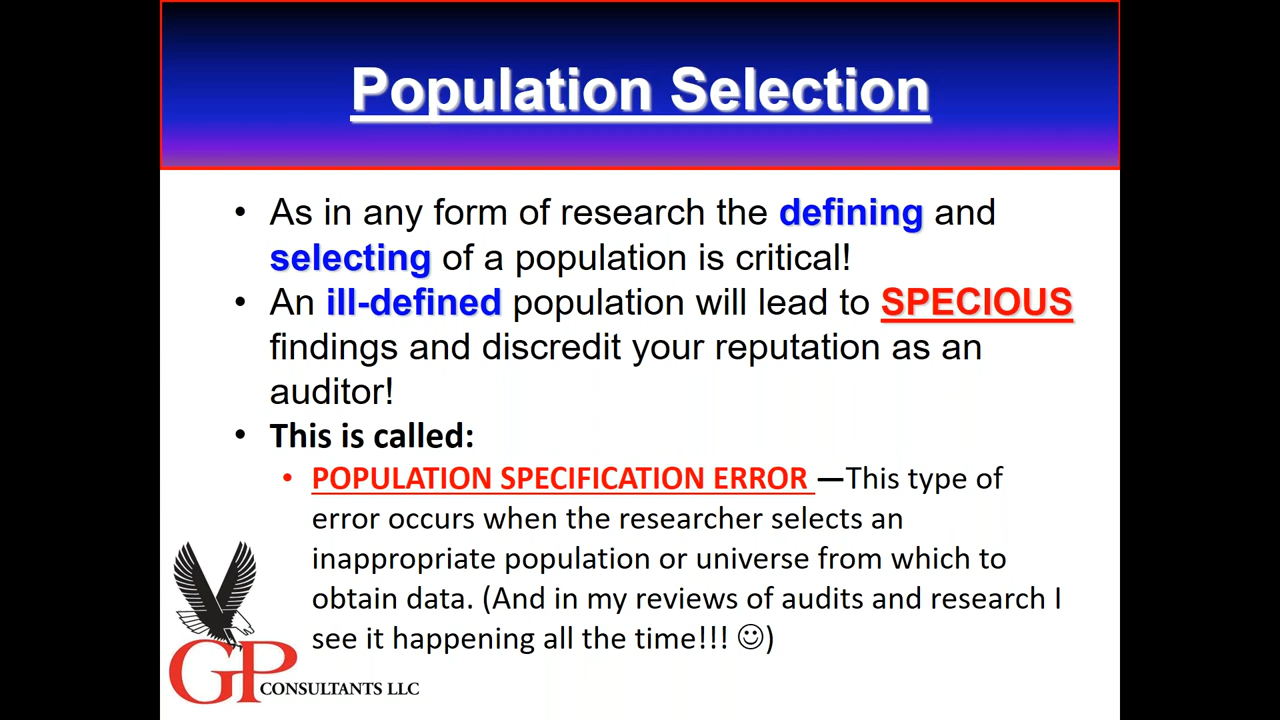 Population Selection
• As in any form of research the defining and
selecting of a population is critical!
• An ill-defined population will lead to SPECIOUS
findings and discredit your reputation as an
auditor!
• This is called:
• POPULATION SPECIFICATION ERROR —This type of
error occurs when the researcher selects an
inappropriate population or universe from which to
obtain data. (And in my reviews of audits and research I
see it happening all the time!!! ☺)
GP
CONSULTANTS LLC